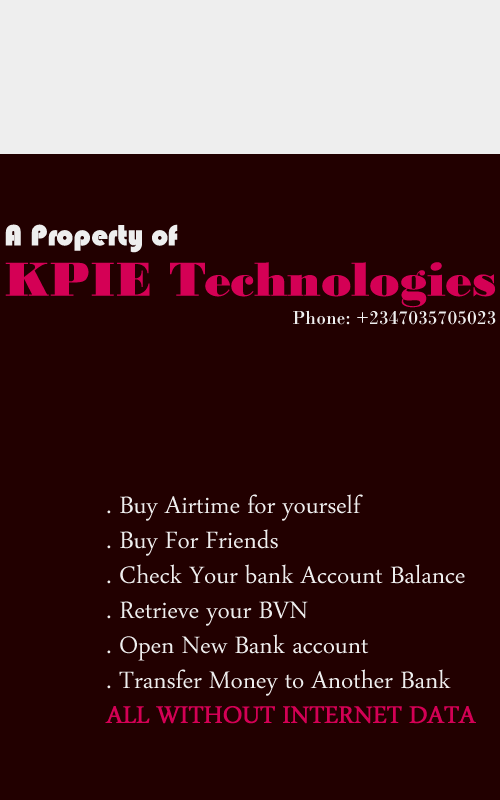 A Property of
KPIE Technologies
Phone: +2347035705023
. Buy Airtime for yourself
. Buy For Friends
. Check Your bank Account Balance
. Retrieve your BVN
. Open New Bank account
. Transfer Money to Another Bank
ALL WITHOUT INTERNET DATA